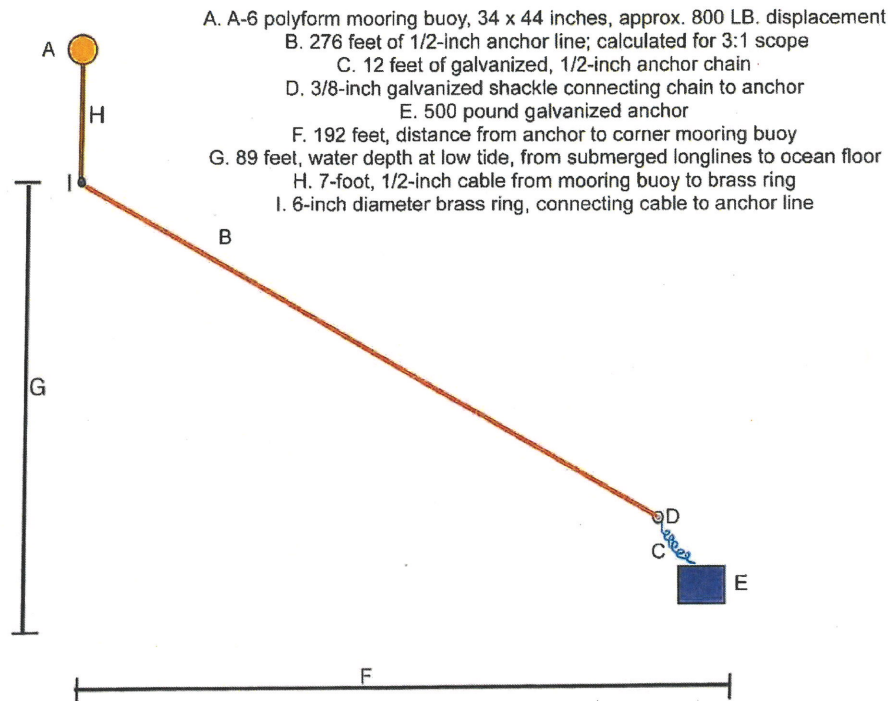 A. A-6 polyform mooring buoy, 34 x 44 inches, approx. 800 LB. displacement
B. 276 feet of 1/2-inch anchor line; calculated for 3:1 scope
C. 12 feet of galvanized, 1/2-inch anchor chain
D. 3/8-inch galvanized shackle connecting chain to anchor
E. 500 pound galvanized anchor
F. 192 feet, distance from anchor to corner mooring buoy
G. 89 feet, water depth at low tide, from submerged longlines to ocean floor
H. 7-foot, 1/2-inch cable from mooring buoy to brass ring
I. 6-inch diameter brass ring, connecting cable to anchor line
A
H
I
B
G
D
C
E
F